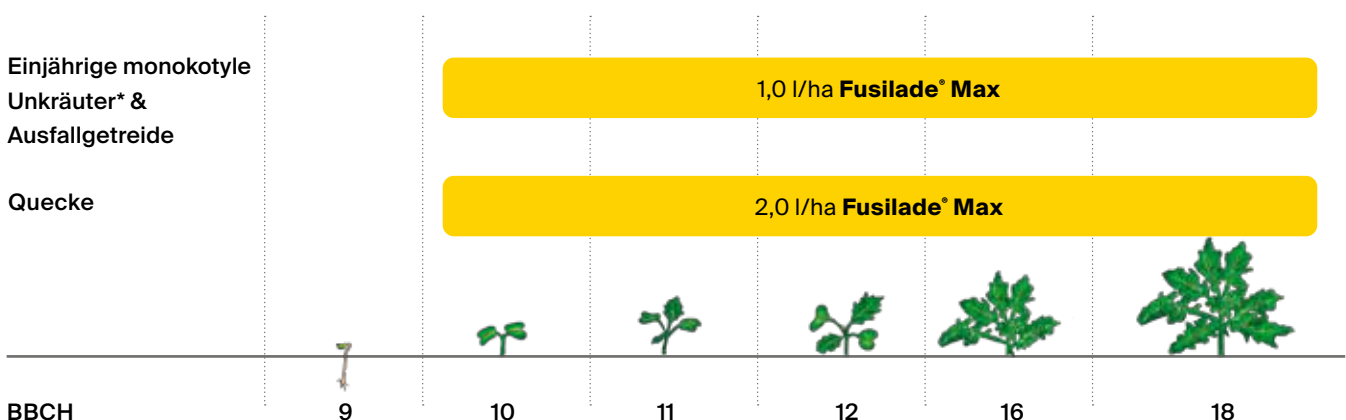 Einjährige monokotyle
Unkräuter* &
Ausfallgetreide
1,0 l/ha Fusilade® Max
Quecke
2,0 l/ha Fusilade® Max
BBCH 9 10 11 12 16 18